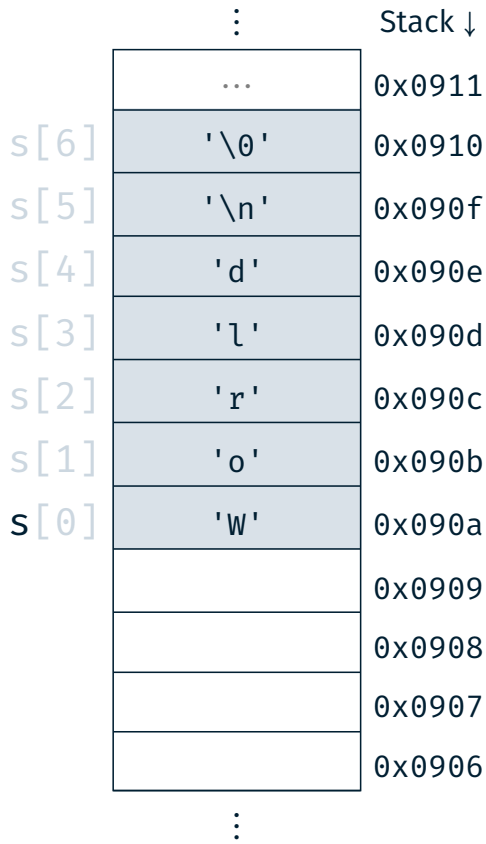 ⋮ Stack ↓
... 0x0911
s[6] '\0' 0x0910
s[5] '\n' 0x090f
s[4] 'd' 0x090e
s[3] 'l' 0x090d
s[2] 'r' 0x090c
s[1] 'o' 0x090b
s[0] 'W' 0x090a
0x0909
0x0908
0x0907
0x0906
⋮